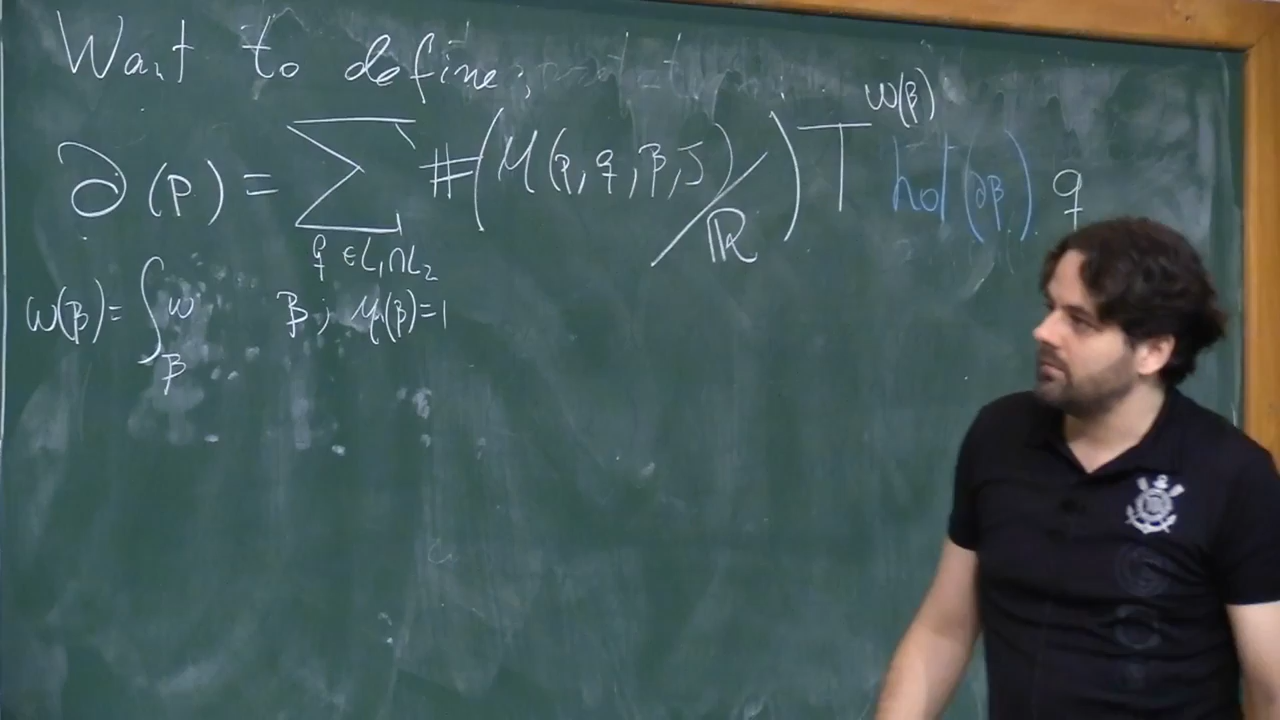 Want to define:
∂(p) = ∑ #(M(p,q,β,J)/ℝ) T^{ω(β)} hol(∂β) q
q ∈ L₁∩L₂
ω(β) = ∫_β ω    β; μ(β)=1